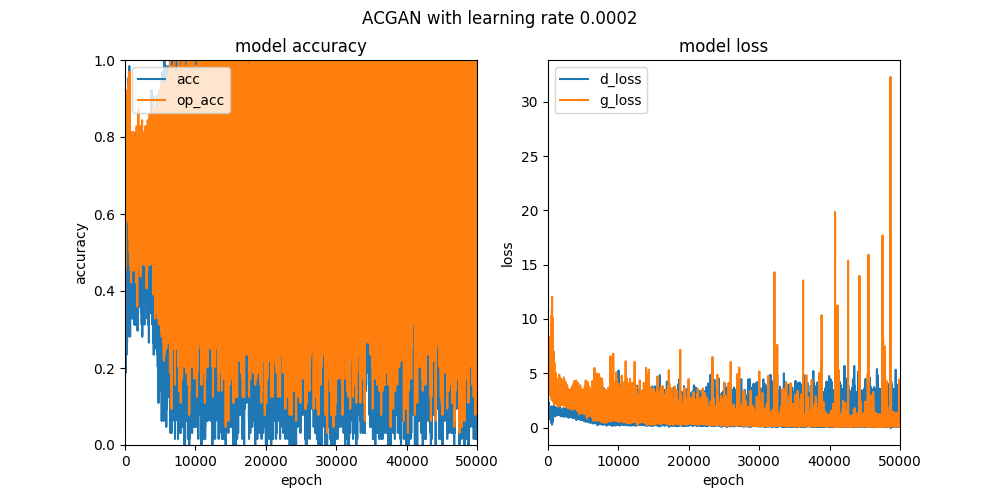 ACGAN with learning rate 0.0002
model accuracy
acc
op_acc
1.0
0.8
0.6
0.4
0.2
0.0
accuracy
0 10000 20000 30000 40000 50000
epoch
model loss
d_loss
g_loss
30
25
20
15
10
5
0
loss
0 10000 20000 30000 40000 50000
epoch